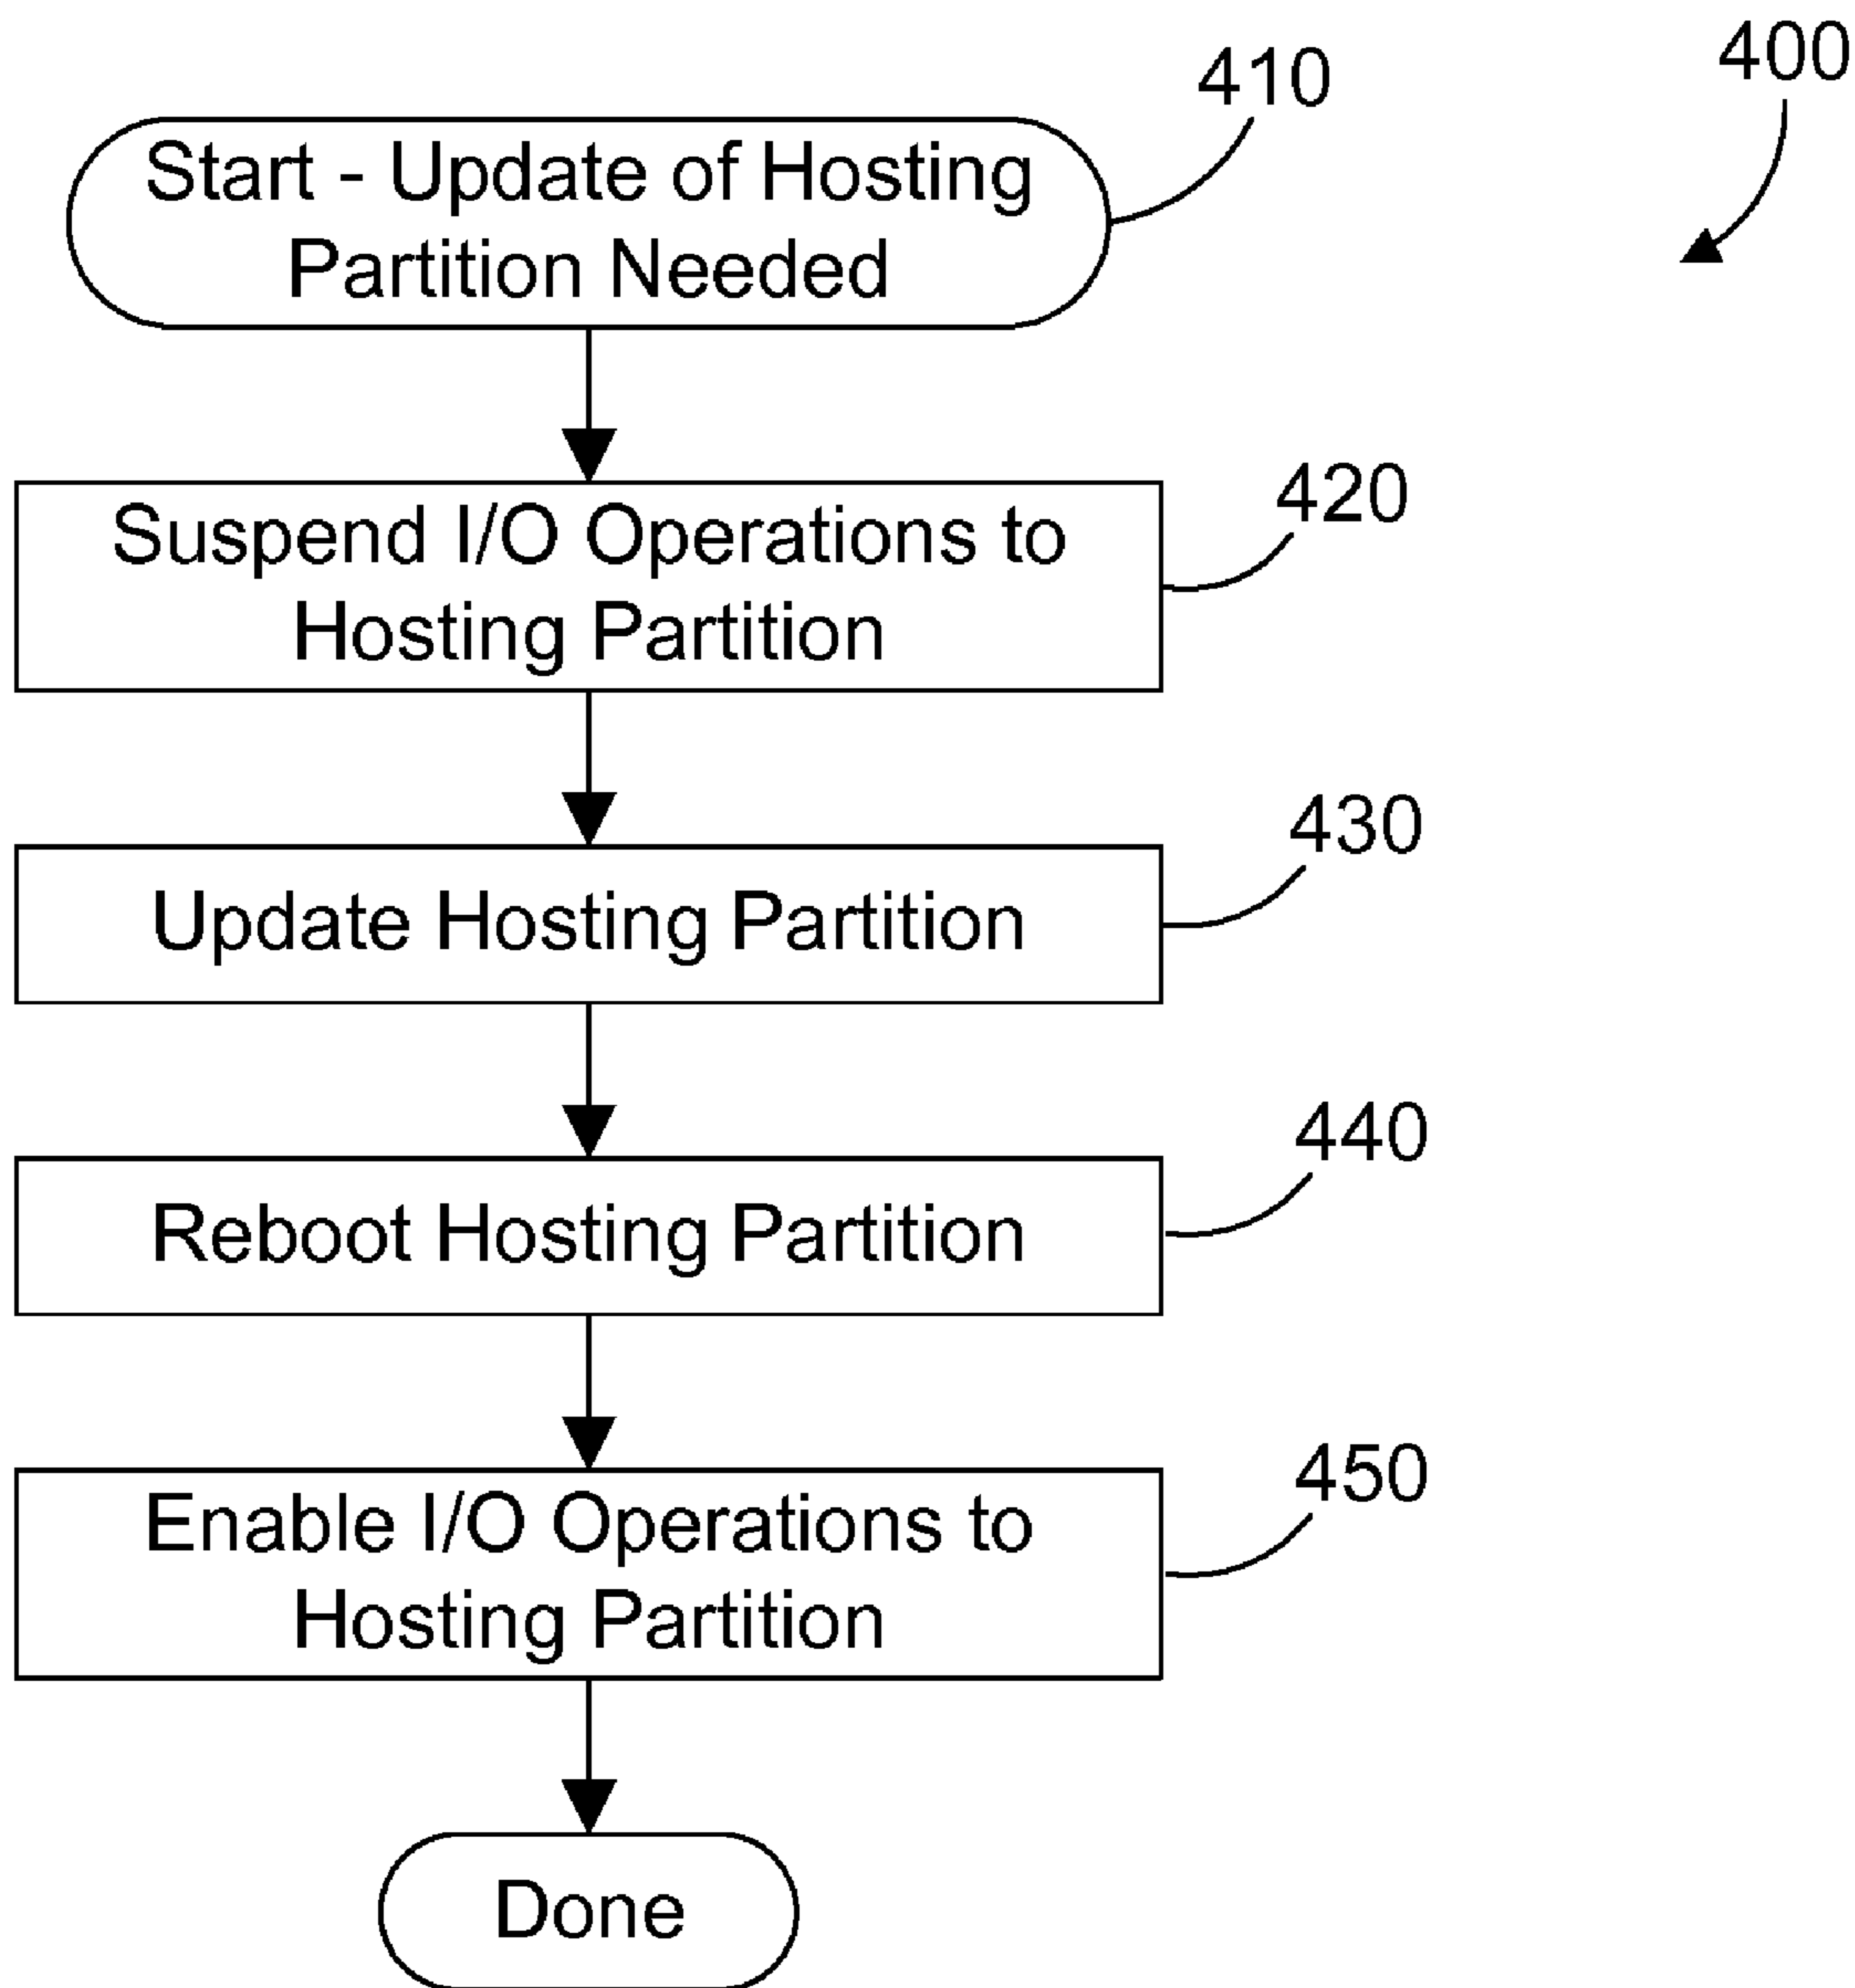 400
410
Start - Update of Hosting
Partition Needed
420
Suspend I/O Operations to
Hosting Partition
430
Update Hosting Partition
440
Reboot Hosting Partition
450
Enable I/O Operations to
Hosting Partition
Done